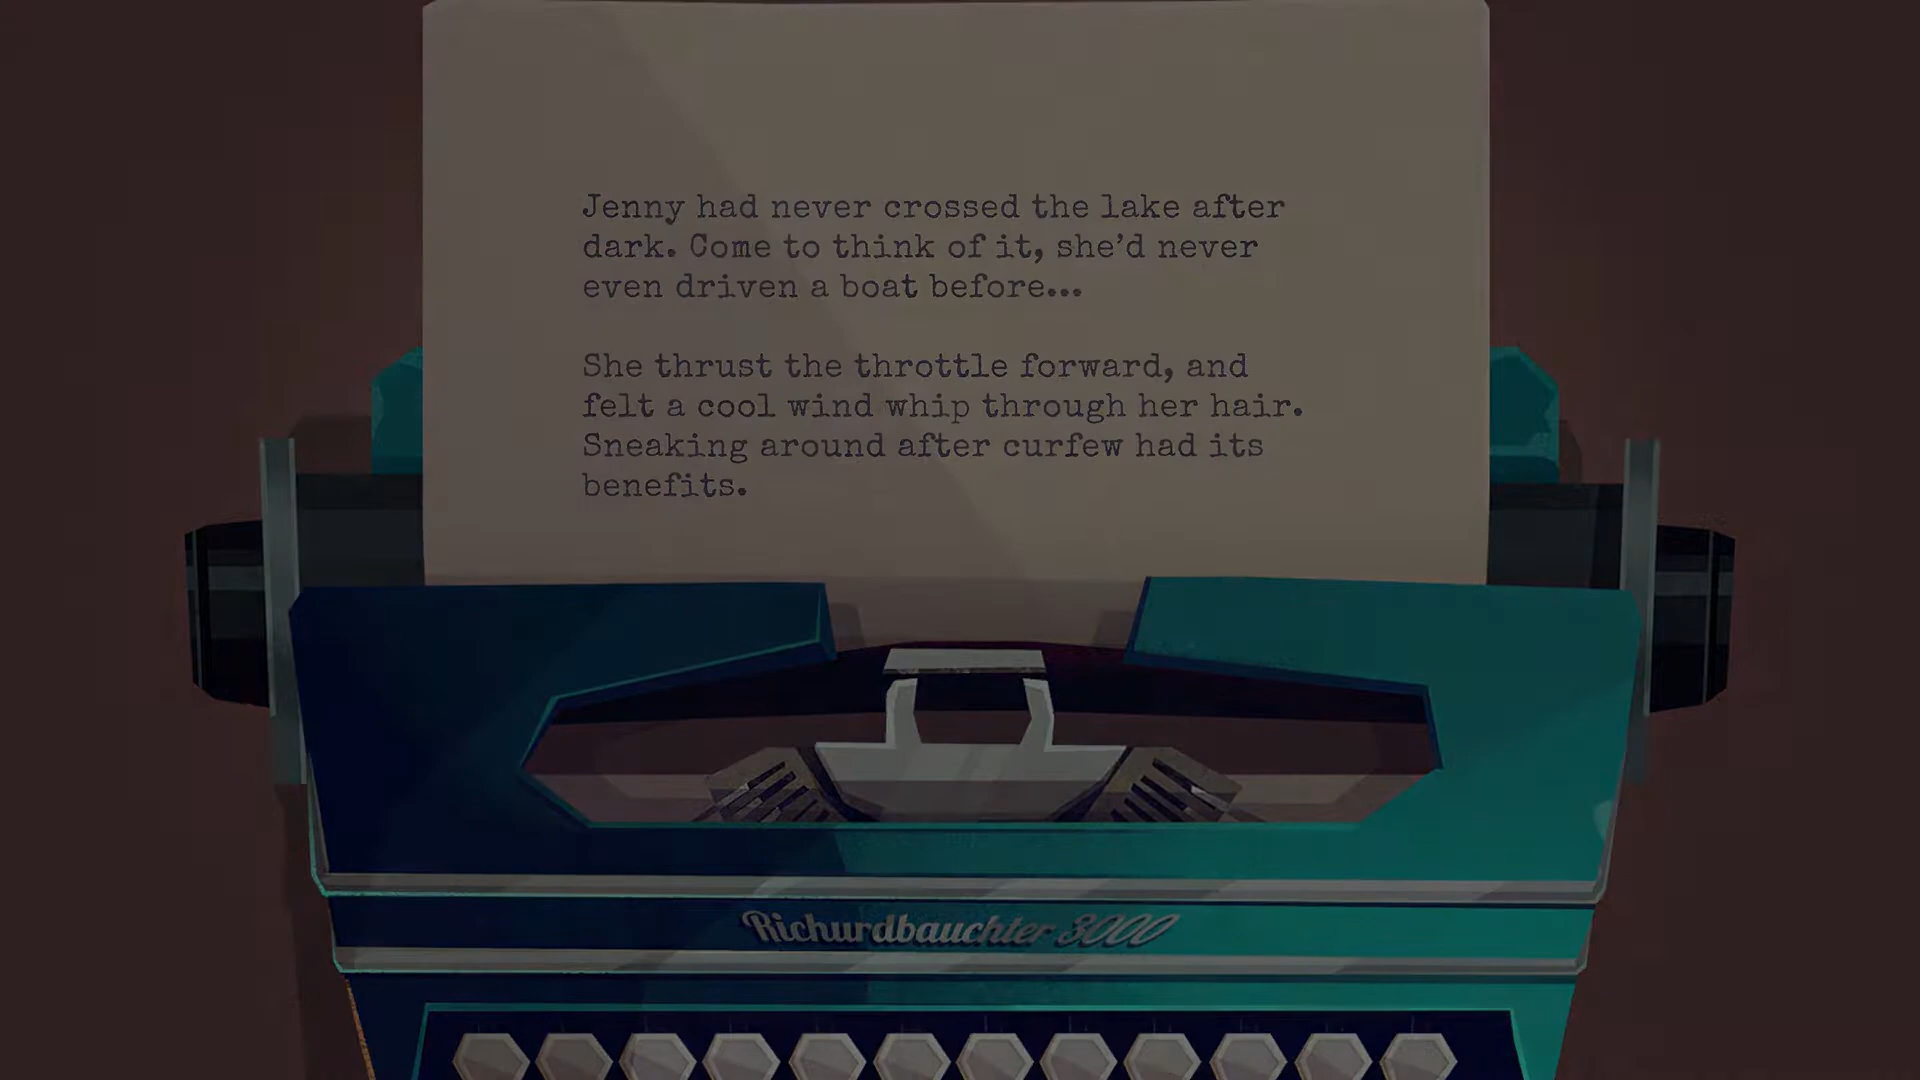 Jenny had never crossed the lake after
dark. Come to think of it, she’d never
even driven a boat before...
She thrust the throttle forward, and
felt a cool wind whip through her hair.
Sneaking around after curfew had its
benefits.
Richurdbauchter 3000